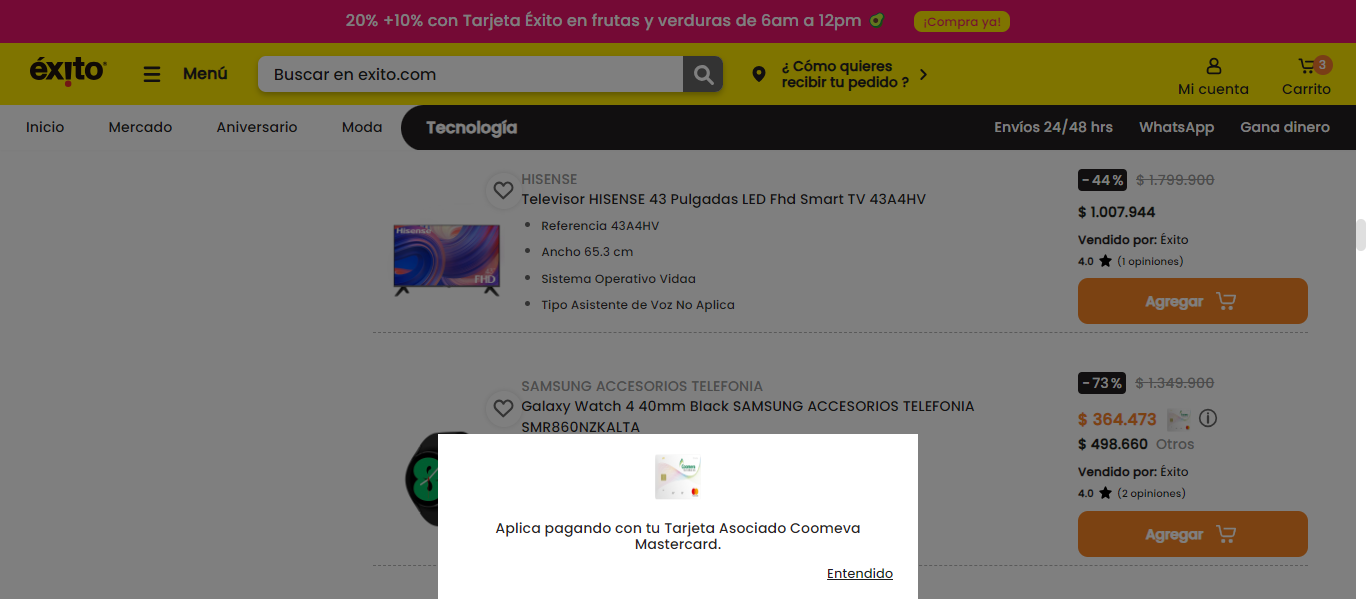 20% +10% con Tarjeta Éxito en frutas y verduras de 6am a 12pm
¡Compra ya!
éxito
Menú
Buscar en exito.com
¿ Cómo quieres
recibir tu pedido ?
Mi cuenta
3
Carrito
Inicio
Mercado
Aniversario
Moda
Tecnología
Envíos 24/48 hrs
WhatsApp
Gana dinero
HISENSE
Televisor HISENSE 43 Pulgadas LED Fhd Smart TV 43A4HV
Referencia 43A4HV
Ancho 65.3 cm
Sistema Operativo Vidaa
Tipo Asistente de Voz No Aplica
Hisense
FHD
-44% $ 1.799.900
$ 1.007.944
Vendido por: Éxito
4.0 (1 opiniones)
Agregar
SAMSUNG ACCESORIOS TELEFONIA
Galaxy Watch 4 40mm Black SAMSUNG ACCESORIOS TELEFONIA
SMR860NZKALTA
-73% $ 1.349.900
$ 364.473
$ 498.660 Otros
Vendido por: Éxito
4.0 (2 opiniones)
Agregar
Aplica pagando con tu Tarjeta Asociado Coomeva
Mastercard.
Entendido